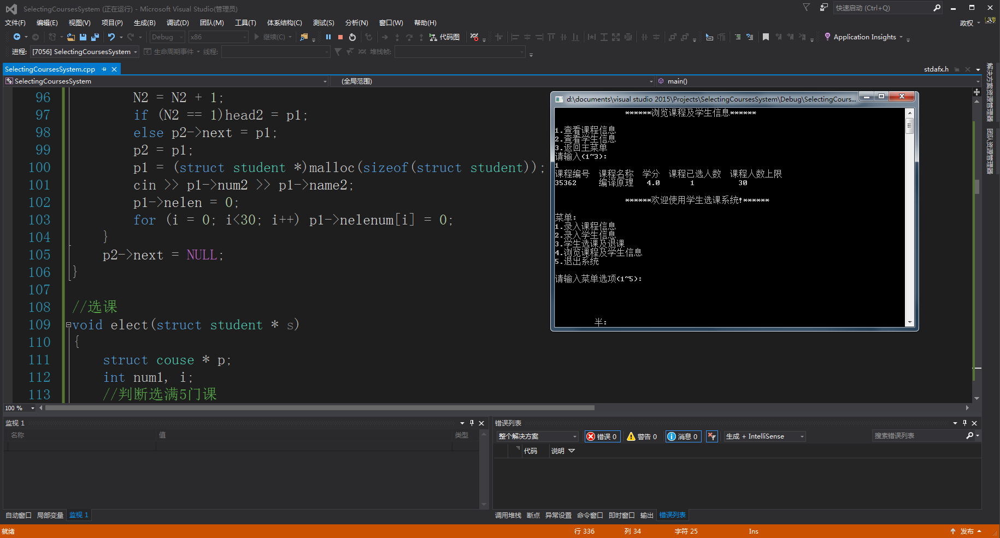 SelectingCoursesSystem (正在运行) - Microsoft Visual Studio(管理员)
快速启动 (Ctrl+Q)
文件(F) 编辑(E) 视图(V) 项目(P) 生成(B) 调试(D) 团队(M) 工具(T) 体系结构(C) 测试(S) 分析(N) 窗口(W) 帮助(H)
政权
Debug x86 继续(C) 代码图 Application Insights
进程: [7056] SelectingCoursesSystem 生命周期事件 线程: 堆栈帧:
SelectingCoursesSystem.cpp
stdafx.h
SelectingCoursesSystem (全局范围) main()
96 N2 = N2 + 1;
97 if (N2 == 1)head2 = p1;
98 else p2->next = p1;
99 p2 = p1;
100 p1 = (struct student *)malloc(sizeof(struct student));
101 cin >> p1->num2 >> p1->name2;
102 p1->nelen = 0;
103 for (i = 0; i<30; i++) p1->nelenum[i] = 0;
104 }
105 p2->next = NULL;
106 }
107
108 //选课
109 void elect(struct student * s)
110 {
111 struct couse * p;
112 int num1, i;
113 //判断选满5门课
d:\documents\visual studio 2015\Projects\SelectingCoursesSystem\Debug\SelectingCours...
******浏览课程及学生信息******
1.查看课程信息
2.查看学生信息
3.返回主菜单
请输入(1~3):
1
课程编号 课程名称 学分 课程已选人数 课程人数上限
35362 编译原理 4.0 1 30
******欢迎使用学生选课系统!******
菜单:
1.录入课程信息
2.录入学生信息
3.学生选课及退课
4.浏览课程及学生信息
5.退出系统
请输入菜单选项(1~5):
半:
解决方案资源管理器
团队资源管理器
100 %
监视 1
名称 值 类型
自动窗口 局部变量 监视 1
错误列表
整个解决方案 错误 0 警告 0 消息 0 生成 + IntelliSense 搜索错误列表
代码 说明
调用堆栈 断点 异常设置 命令窗口 即时窗口 输出 错误列表
就绪 行 336 列 34 字符 25 Ins 发布